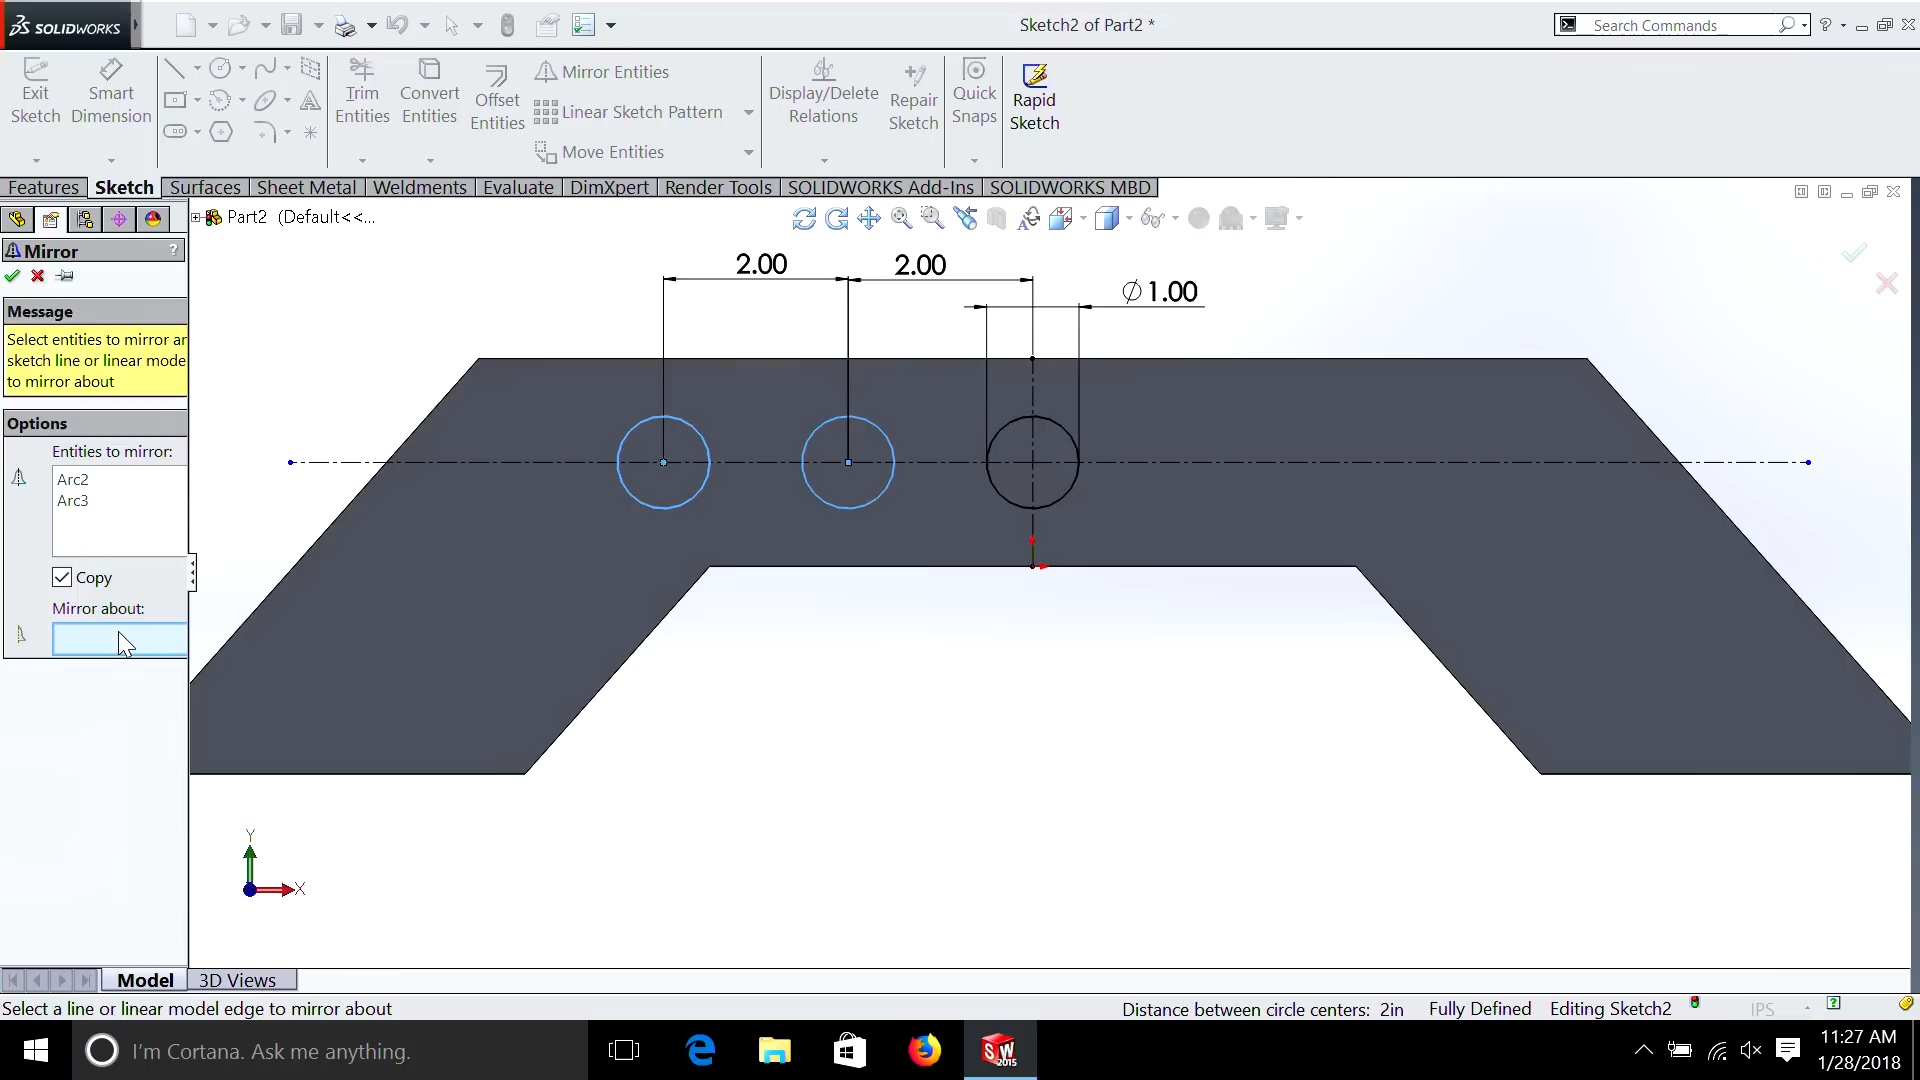 SOLIDWORKS
Sketch2 of Part2 *
Search Commands
?
Exit Sketch
Smart Dimension
Trim Entities
Convert Entities
Offset Entities
Mirror Entities
Linear Sketch Pattern
Move Entities
Display/Delete Relations
Repair Sketch
Quick Snaps
Rapid Sketch
Features
Sketch
Surfaces
Sheet Metal
Weldments
Evaluate
DimXpert
Render Tools
SOLIDWORKS Add-Ins
SOLIDWORKS MBD
Part2 (Default<<...
Mirror
?
Message
Select entities to mirror ar
sketch line or linear mode
to mirror about
Options
Entities to mirror:
Arc2
Arc3
Copy
Mirror about:
2.00
2.00
∅1.00
Y
X
Model
3D Views
Select a line or linear model edge to mirror about
Distance between circle centers: 2in
Fully Defined
Editing Sketch2
IPS
?
I'm Cortana. Ask me anything.
SW
2015
11:27 AM
1/28/2018